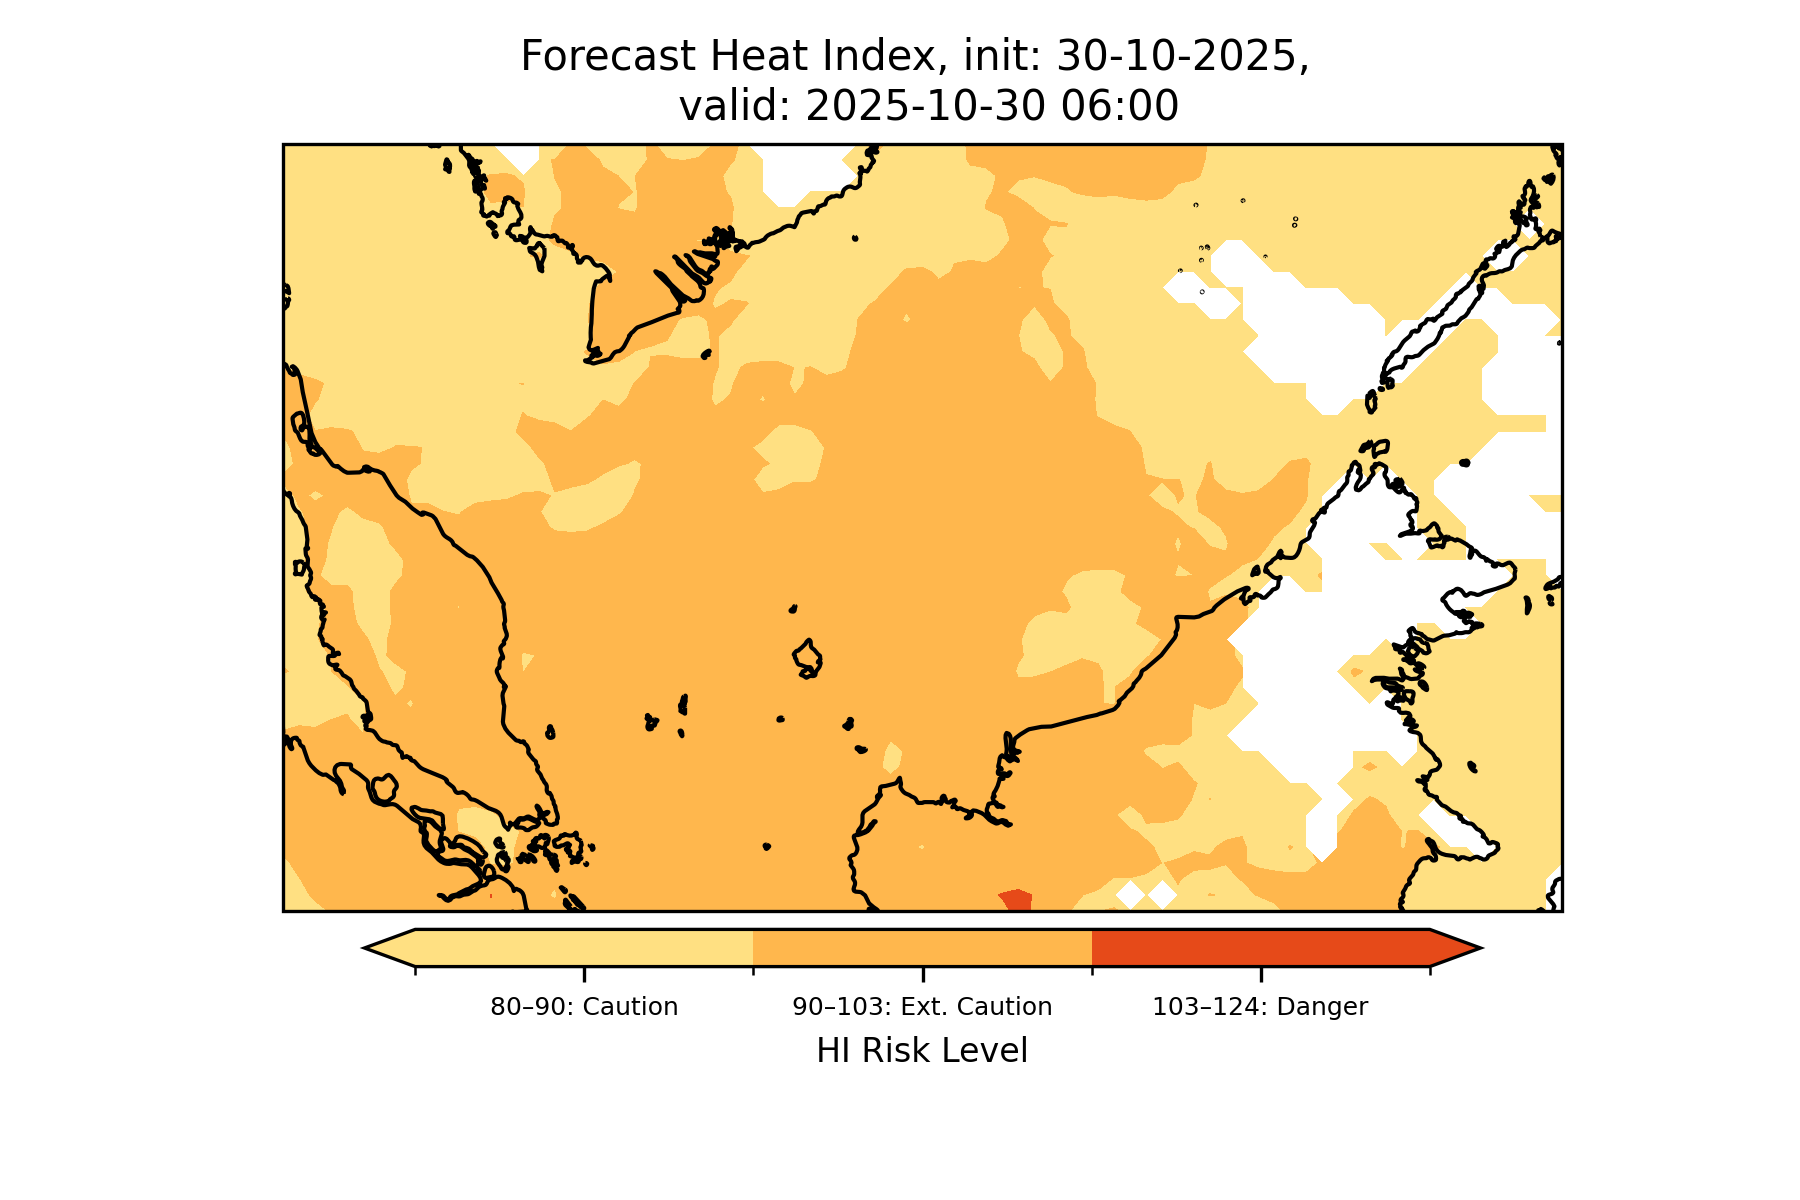 Forecast Heat Index, init: 30-10-2025,
valid: 2025-10-30 06:00
80–90: Caution
90–103: Ext. Caution
103–124: Danger
HI Risk Level